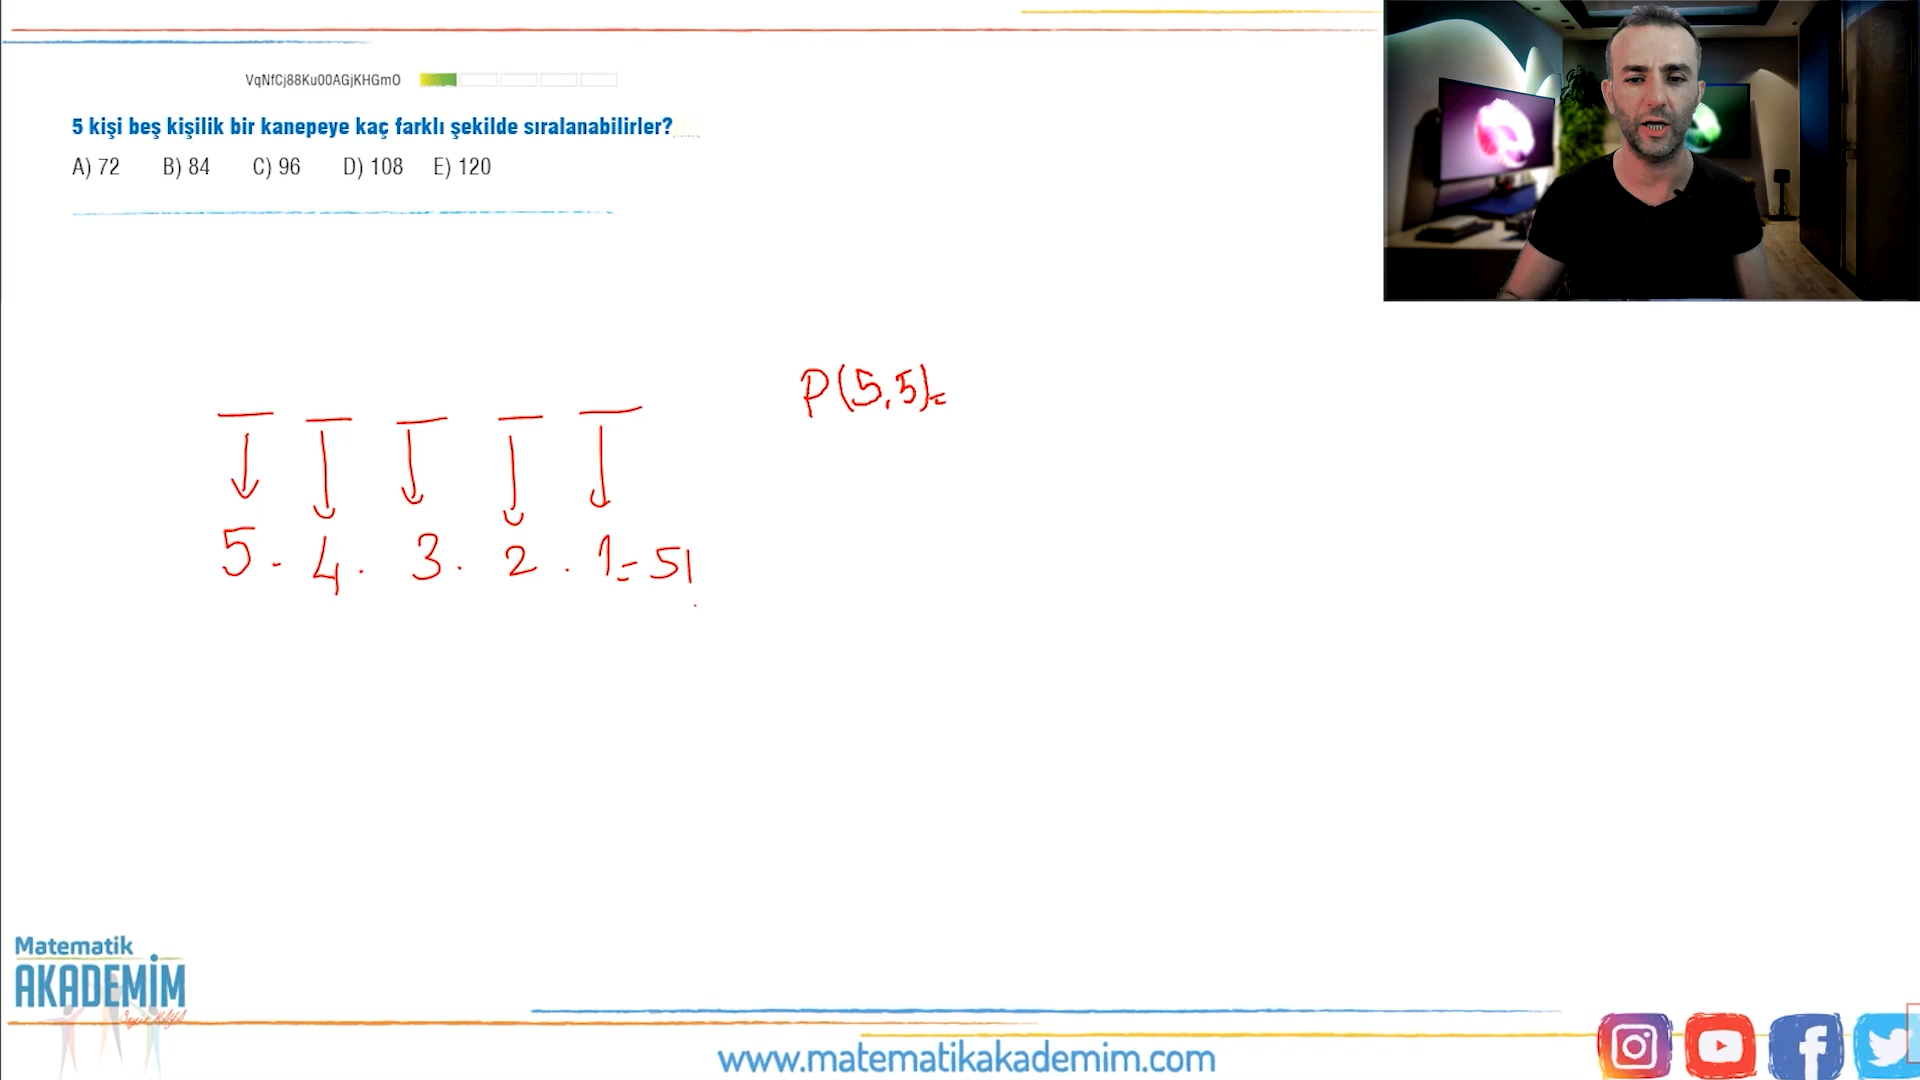 VqNfCj88Ku00AGjKHGmO
5 kişi beş kişilik bir kanepeye kaç farklı şekilde sıralanabilirler?
A) 72 B) 84 C) 96 D) 108 E) 120
P(5,5)=
5 . 4 . 3 . 2 . 1 = 5!
Matematik
AKADEMİM
www.matematikakademim.com